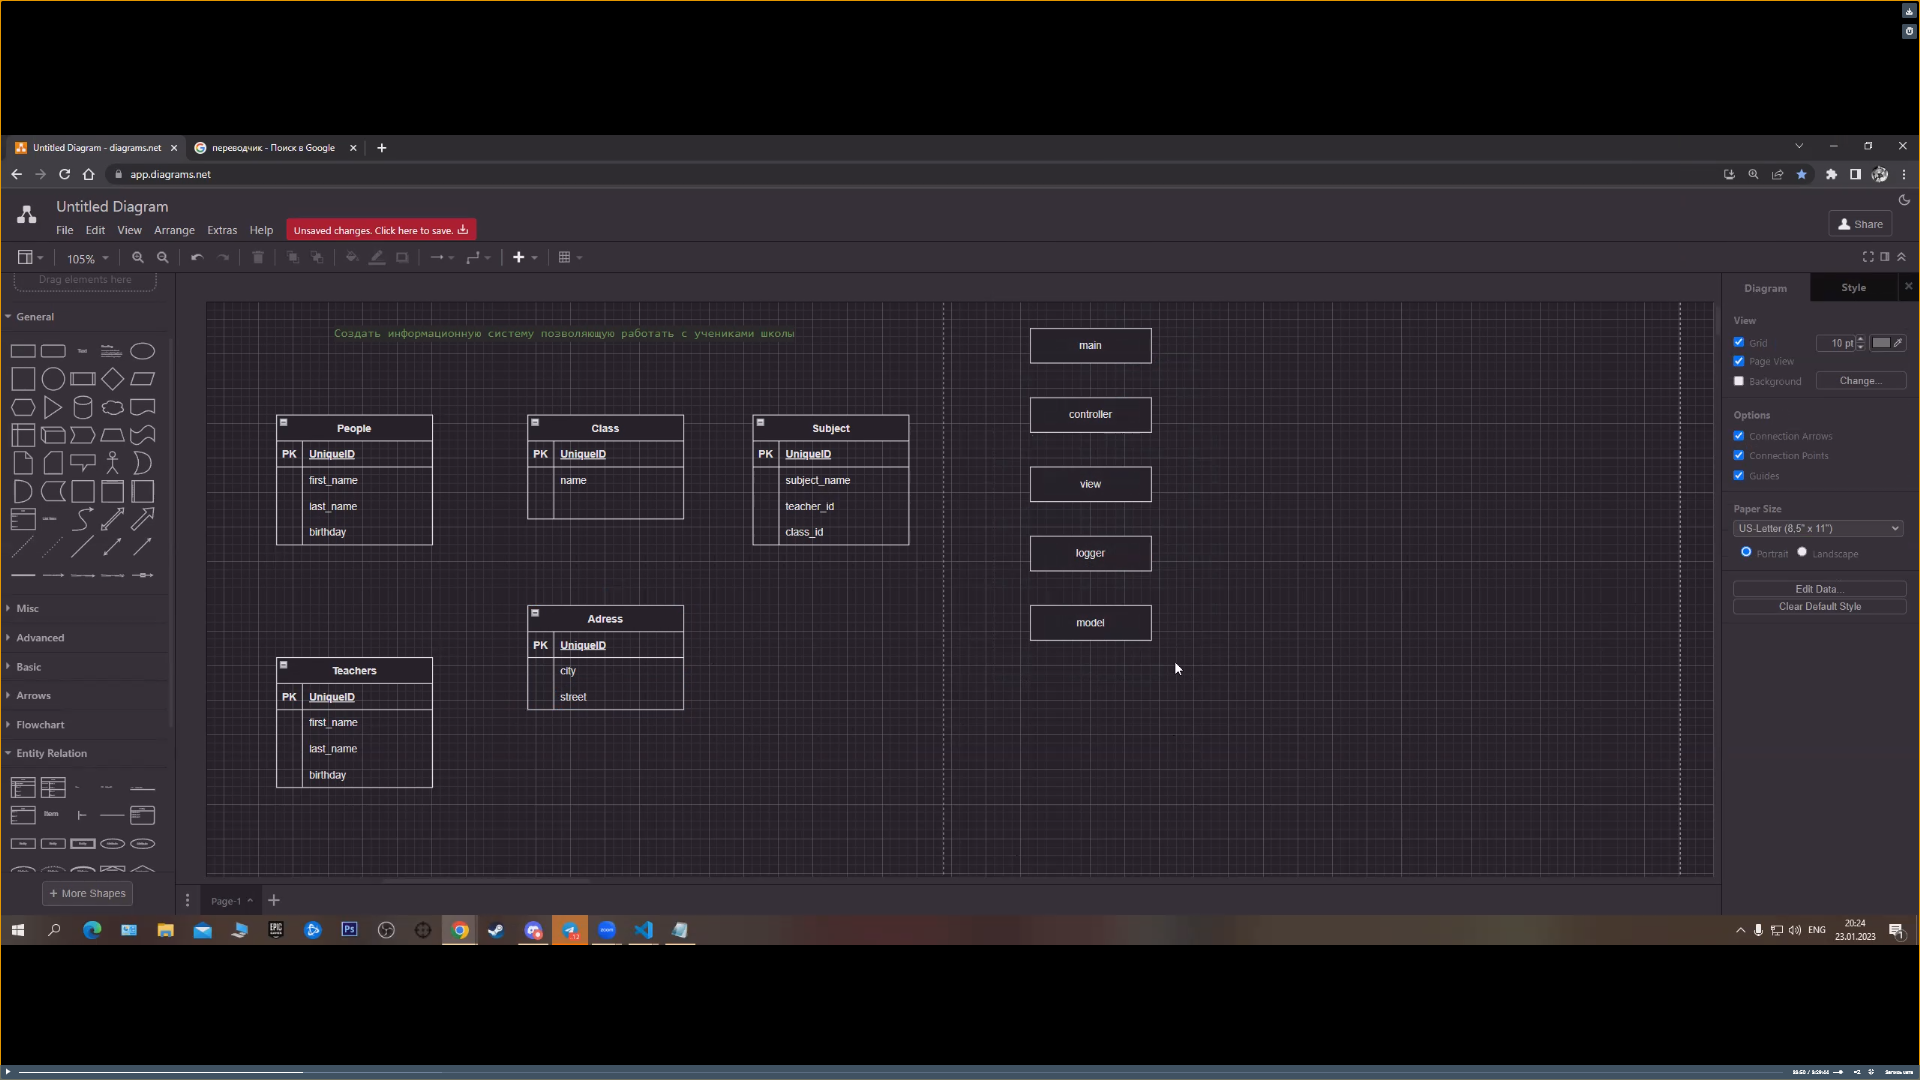 Untitled Diagram - diagrams.net
переводчик - Поиск в Google
app.diagrams.net
Untitled Diagram
File Edit View Arrange Extras Help
Unsaved changes. Click here to save.
Share
105%
Drag elements here
General
Text
Misc
Advanced
Basic
Arrows
Flowchart
Entity Relation
Item
+ More Shapes
Создать информационную систему позволяющую работать с учениками школы
People
PK UniqueID
first_name
last_name
birthday
Class
PK UniqueID
name
Subject
PK UniqueID
subject_name
teacher_id
class_id
Adress
PK UniqueID
city
street
Teachers
PK UniqueID
first_name
last_name
birthday
main
controller
view
logger
model
Diagram
Style
View
Grid
10 pt
Page View
Background
Change...
Options
Connection Arrows
Connection Points
Guides
Paper Size
US-Letter (8,5" x 11")
Portrait
Landscape
Edit Data...
Clear Default Style
Page-1
EPIC GAMES
Ps
zoom
ENG
20:24
23.01.2023